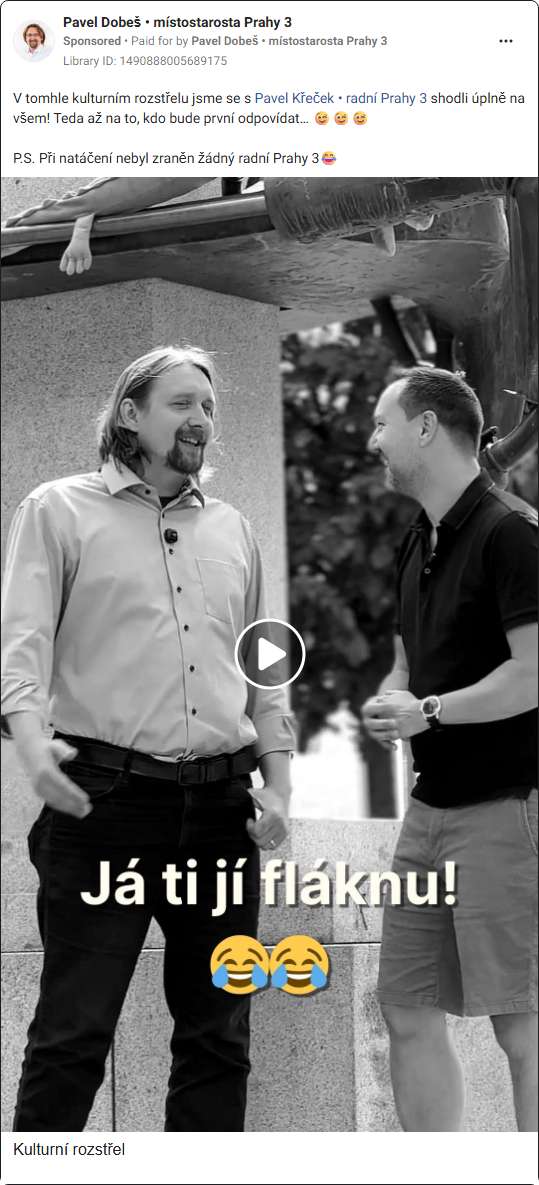 Pavel Dobeš • místostarosta Prahy 3
Sponsored • Paid for by Pavel Dobeš • místostarosta Prahy 3
Library ID: 1490888005689175
V tomhle kulturním rozstřelu jsme se s Pavel Křeček • radní Prahy 3 shodli úplně na
všem! Teda až na to, kdo bude první odpovídat... 😅 😅 😅
P.S. Při natáčení nebyl zraněn žádný radní Prahy 3😂
Já ti jí fláknu!
😂😂
Kulturní rozstřel